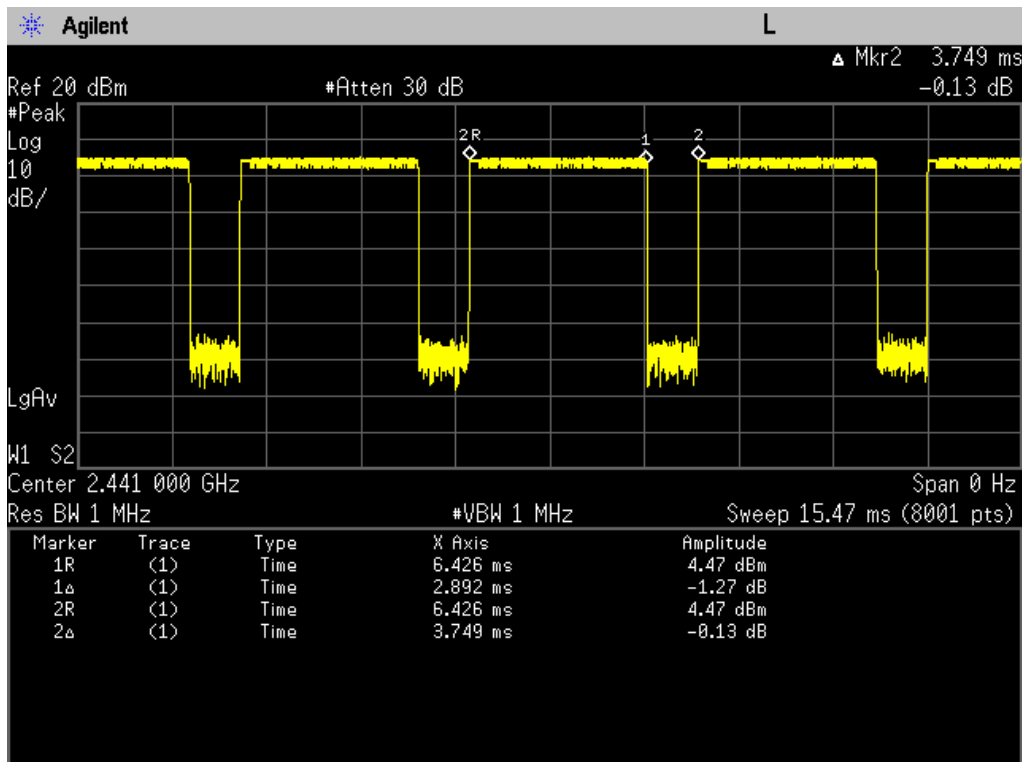 Agilent L
Δ Mkr2 3.749 ms
Ref 20 dBm #Atten 30 dB -0.13 dB
#Peak
Log
10
dB/
2R 1 2
LgAv
W1 S2
Center 2.441 000 GHz Span 0 Hz
Res BW 1 MHz #VBW 1 MHz Sweep 15.47 ms (8001 pts)
Marker Trace Type X Axis Amplitude
1R (1) Time 6.426 ms 4.47 dBm
1Δ (1) Time 2.892 ms -1.27 dB
2R (1) Time 6.426 ms 4.47 dBm
2Δ (1) Time 3.749 ms -0.13 dB